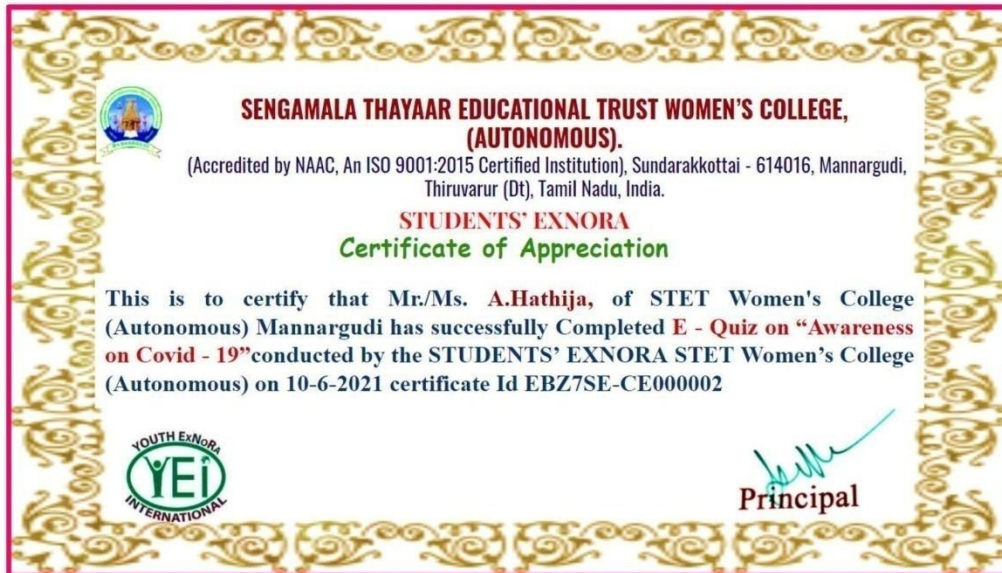 SENGAMALA THAYAAR EDUCATIONAL TRUST WOMEN'S COLLEGE,
(AUTONOMOUS).
(Accredited by NAAC, An ISO 9001:2015 Certified Institution), Sundarakkottai - 614016, Mannargudi,
Thiruvarur (Dt), Tamil Nadu, India.
STUDENTS' EXNORA
Certificate of Appreciation
This is to certify that Mr./Ms. A.Hathija, of STET Women's College
(Autonomous) Mannargudi has successfully Completed E - Quiz on “Awareness
on Covid - 19”conducted by the STUDENTS' EXNORA STET Women's College
(Autonomous) on 10-6-2021 certificate Id EBZ7SE-CE000002
YOUTH ExNoRa
YEi
INTERNATIONAL
Principal